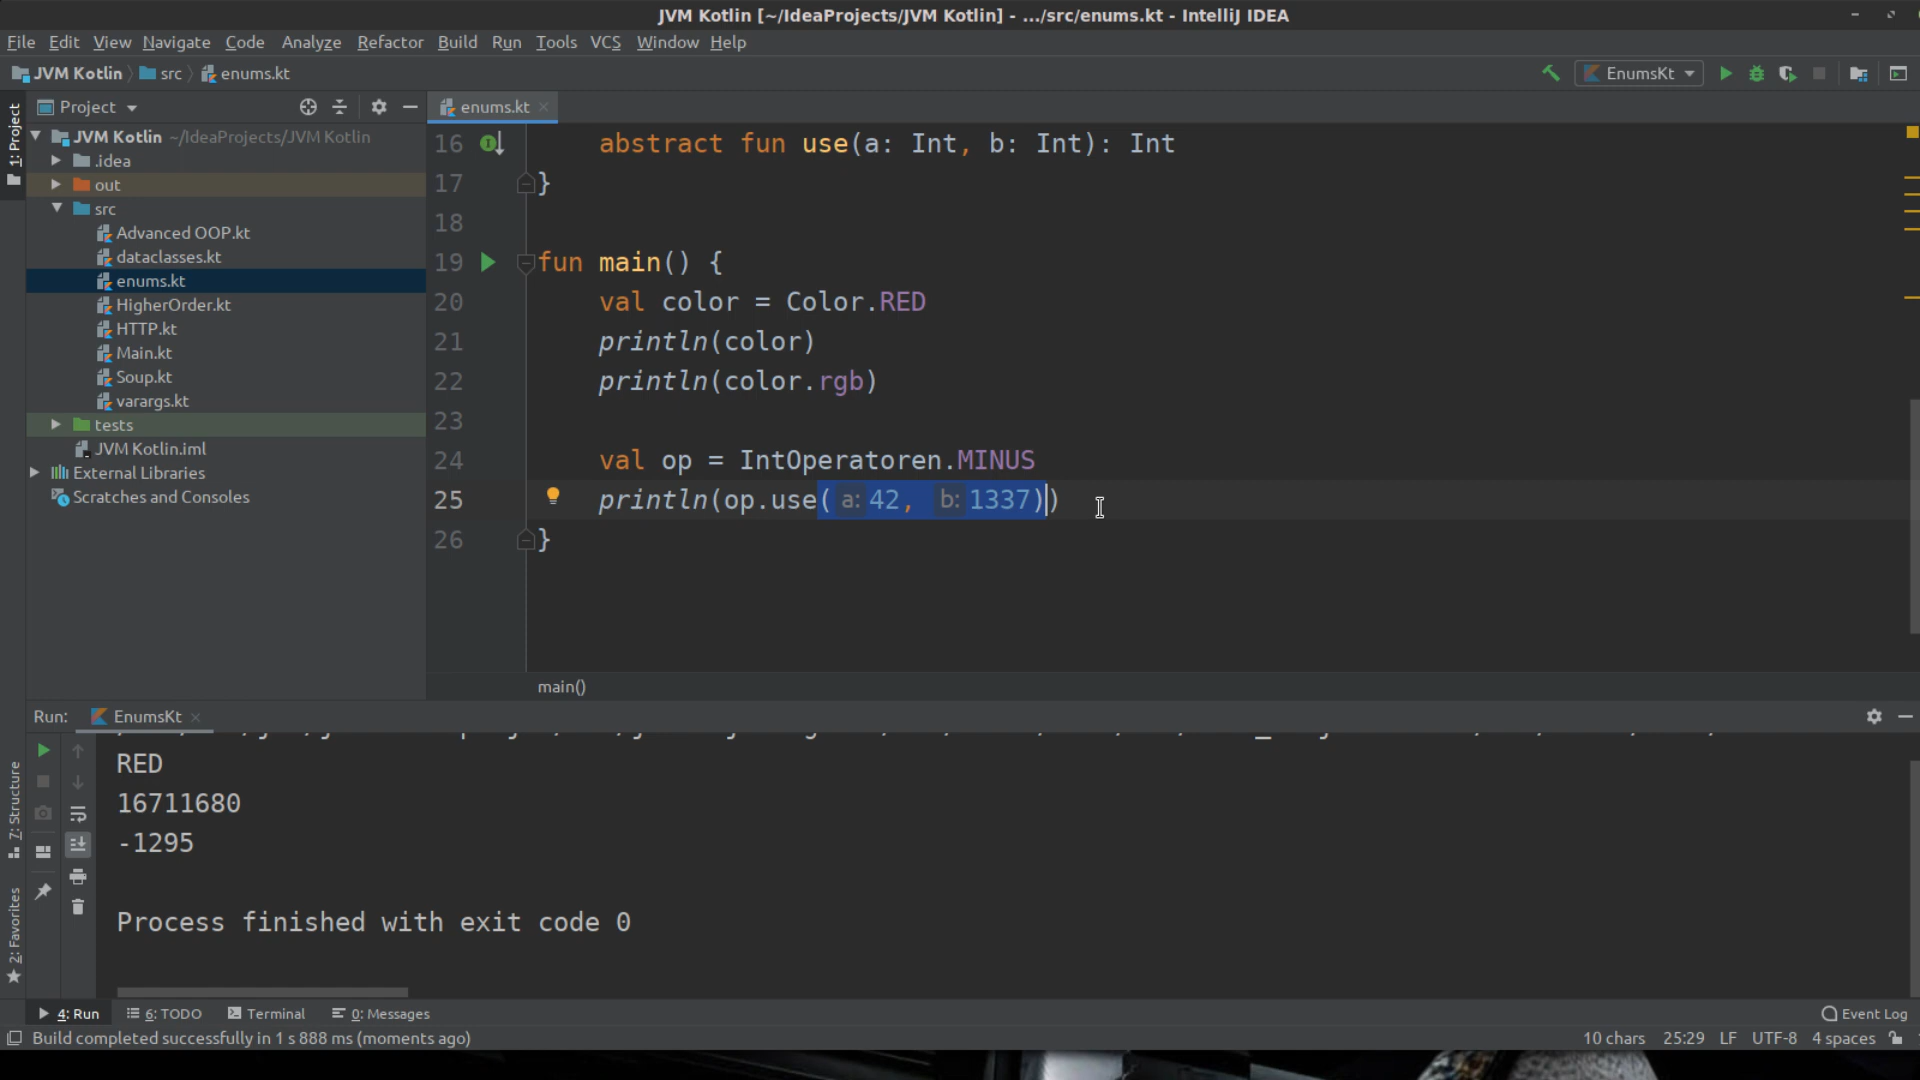 JVM Kotlin [~/IdeaProjects/JVM Kotlin] - .../src/enums.kt - IntelliJ IDEA
File Edit View Navigate Code Analyze Refactor Build Run Tools VCS Window Help
JVM Kotlin src enums.kt EnumsKt
1: Project
Project
enums.kt
JVM Kotlin ~/IdeaProjects/JVM Kotlin
.idea
out
src
Advanced OOP.kt
dataclasses.kt
enums.kt
HigherOrder.kt
HTTP.kt
Main.kt
Soup.kt
varargs.kt
tests
JVM Kotlin.iml
External Libraries
Scratches and Consoles
16 abstract fun use(a: Int, b: Int): Int
17 }
18
19 fun main() {
20 val color = Color.RED
21 println(color)
22 println(color.rgb)
23
24 val op = IntOperatoren.MINUS
25 println(op.use( a: 42, b: 1337))
26 }
main()
Run: EnumsKt
RED
16711680
-1295
Process finished with exit code 0
7: Structure
2: Favorites
4: Run 6: TODO Terminal 0: Messages Event Log
Build completed successfully in 1 s 888 ms (moments ago) 10 chars 25:29 LF UTF-8 4 spaces